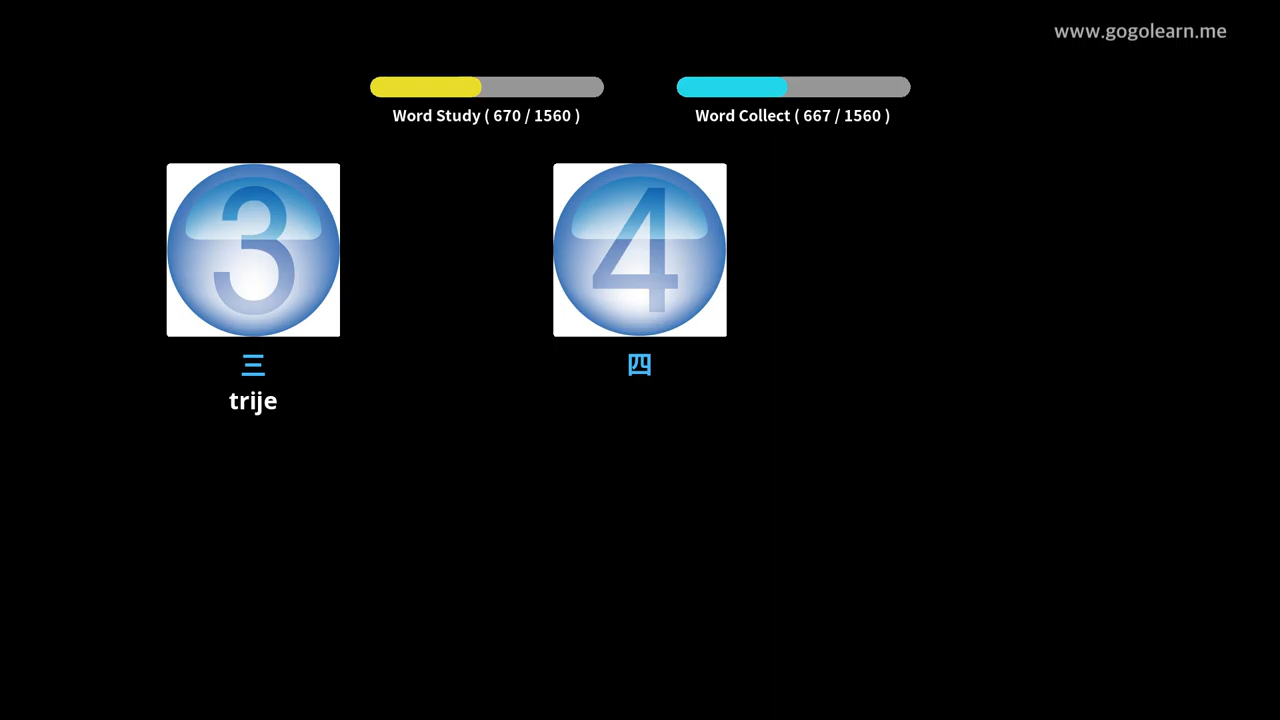 www.gogolearn.me
Word Study ( 670 / 1560 )
Word Collect ( 667 / 1560 )
3
4
三
四
trije